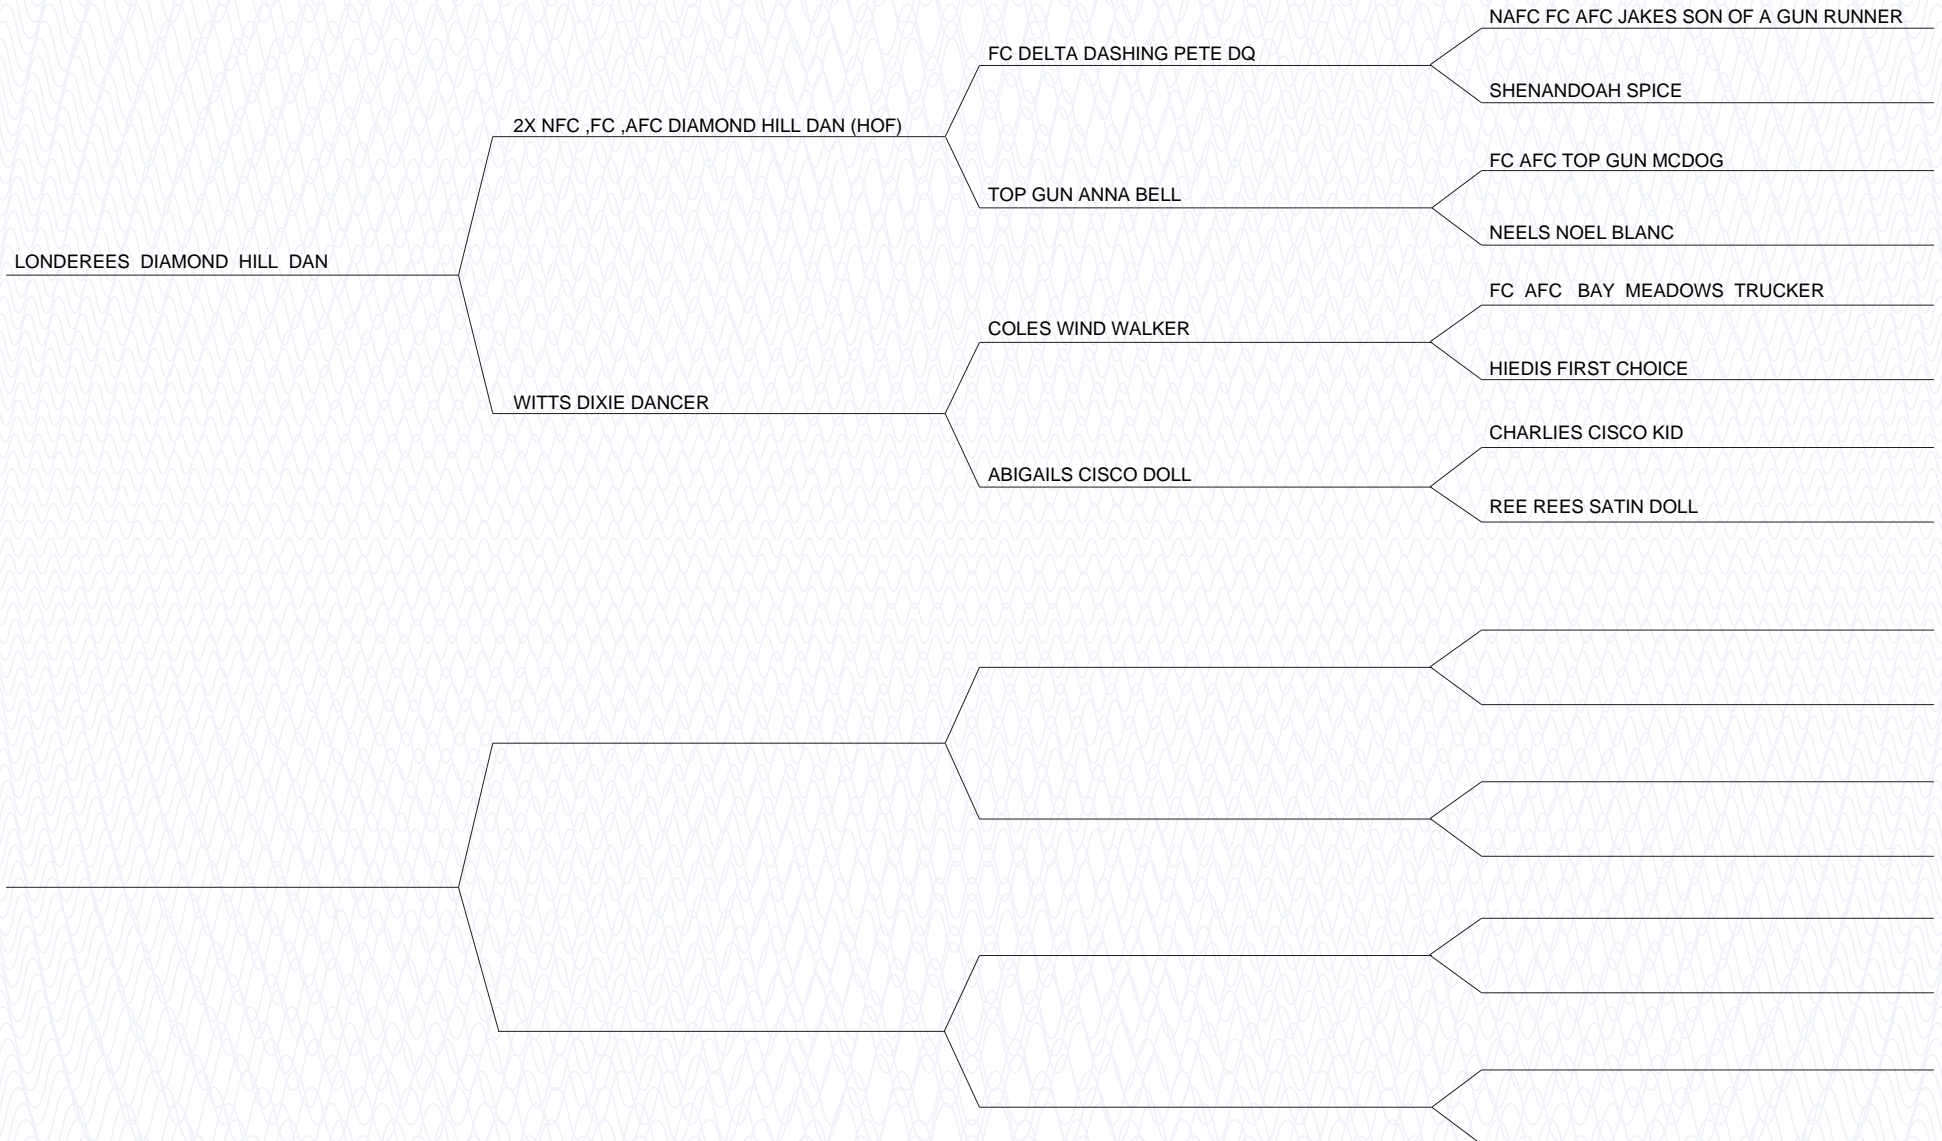 NAFC FC AFC JAKES SON OF A GUN RUNNER
FC DELTA DASHING PETE DQ
SHENANDOAH SPICE
2X NFC ,FC ,AFC DIAMOND HILL DAN (HOF)
FC AFC TOP GUN MCDOG
TOP GUN ANNA BELL
NEELS NOEL BLANC
LONDEREES DIAMOND HILL DAN
FC AFC BAY MEADOWS TRUCKER
COLES WIND WALKER
HIEDIS FIRST CHOICE
WITTS DIXIE DANCER
CHARLIES CISCO KID
ABIGAILS CISCO DOLL
REE REES SATIN DOLL